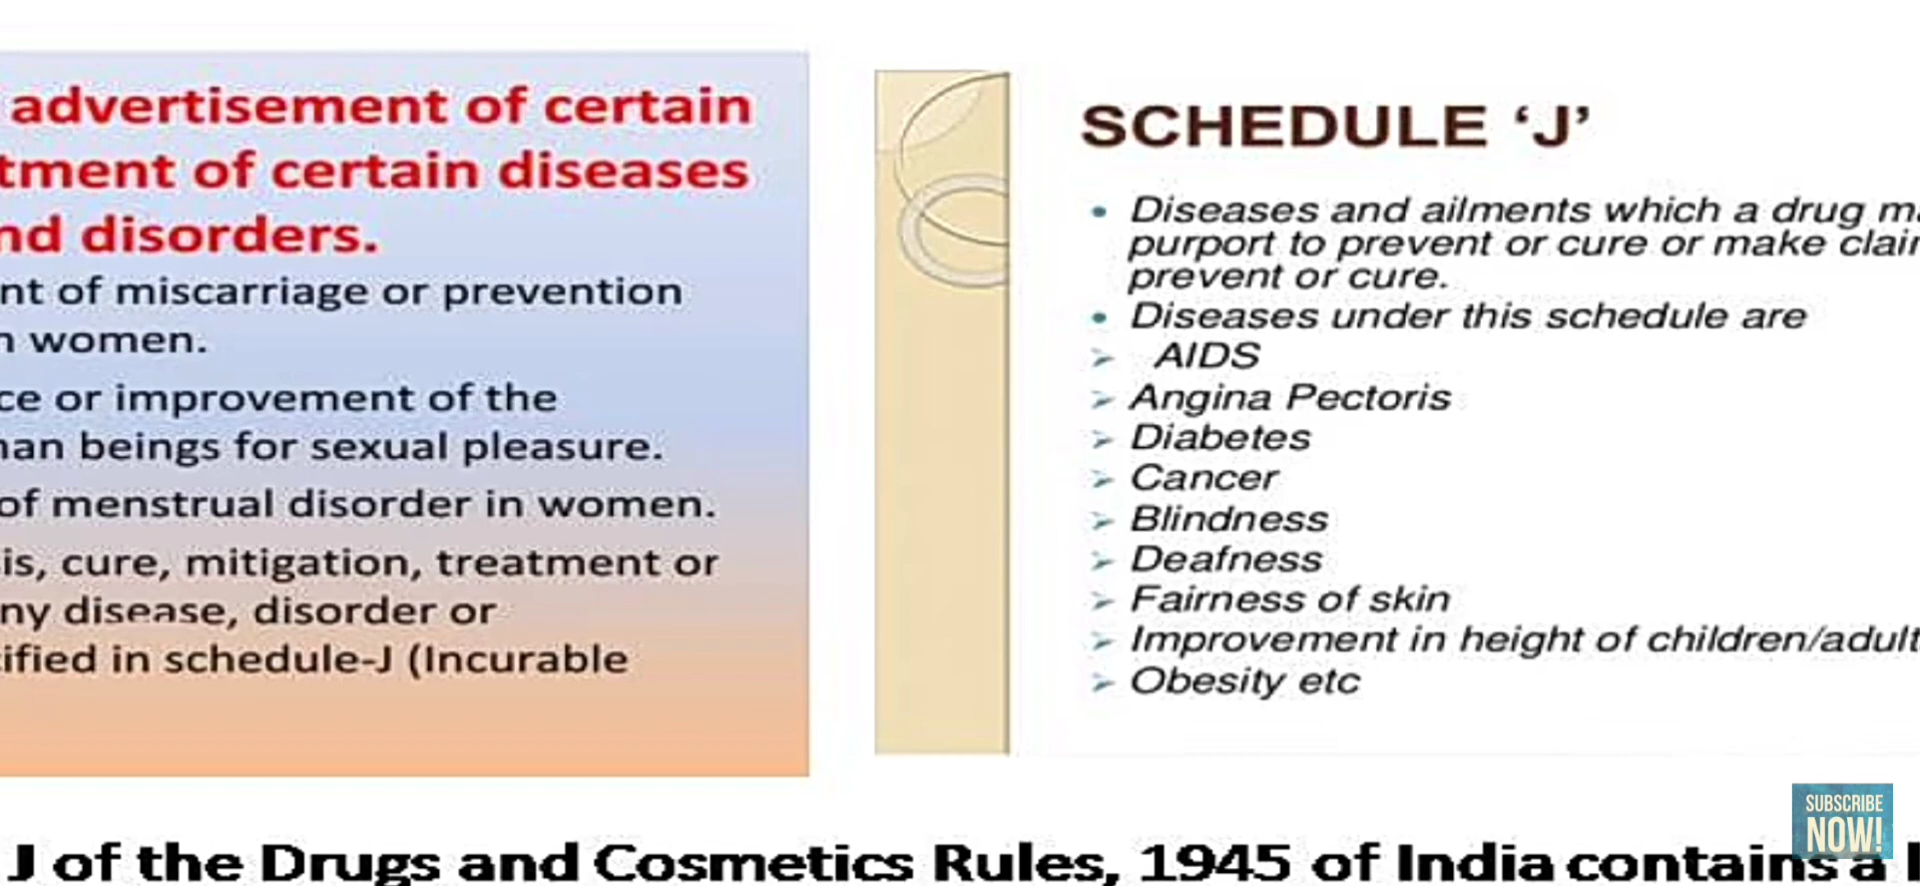 advertisement of certain
tment of certain diseases
nd disorders.
nt of miscarriage or prevention
n women.
ce or improvement of the
an beings for sexual pleasure.
of menstrual disorder in women.
is, cure, mitigation, treatment or
ny disease, disorder or
ified in schedule-J (Incurable
SCHEDULE ‘J’
• Diseases and ailments which a drug ma
purport to prevent or cure or make clai
prevent or cure.
• Diseases under this schedule are
➢ AIDS
➢ Angina Pectoris
➢ Diabetes
➢ Cancer
➢ Blindness
➢ Deafness
➢ Fairness of skin
➢ Improvement in height of children/adult
➢ Obesity etc
SUBSCRIBE
NOW!
J of the Drugs and Cosmetics Rules, 1945 of India contains a